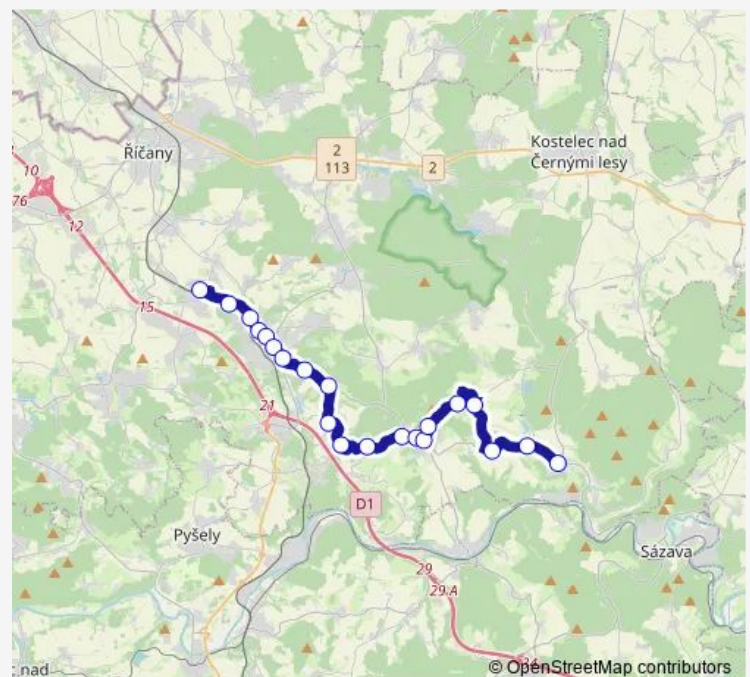 Kostelec nad
Černými lesy
Říčany
2
113
2
10
76
12
15
21
D1
Pyšely
Sázava
29
29.A
nad
© OpenStreetMap contributors